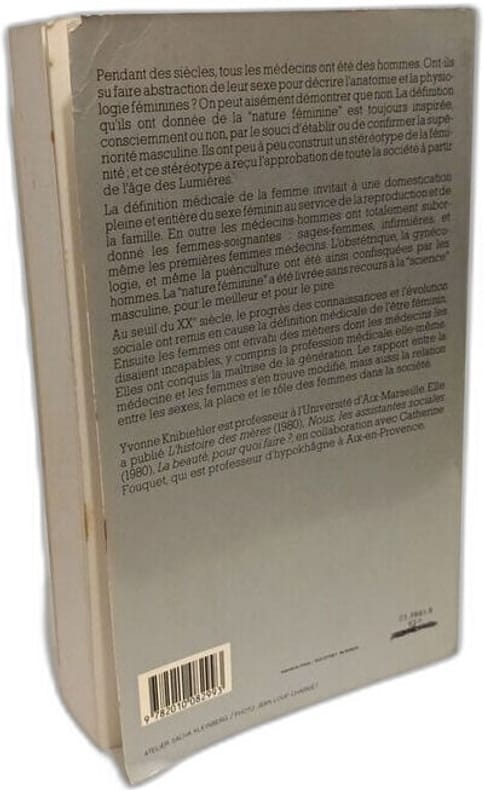 Pendant des siècles, tous les médecins ont été des hommes. Ont-ils
su faire abstraction de leur sexe pour décrire l'anatomie et la physio-
logie féminines ? On peut aisément démontrer que non. La définition
qu'ils ont donnée de la "nature féminine" est toujours inspirée,
consciemment ou non, par le souci d'établir ou de confirmer la supé-
riorité masculine. Ils ont peu à peu construit un stéréotype de la fémi-
nité ; et ce stéréotype a reçu l'approbation de toute la société à partir
de l'âge des Lumières.
La définition médicale de la femme invitait à une domestication
pleine et entière du sexe féminin au service de la reproduction et de
la famille. En outre les médecins-hommes ont totalement subor-
donné les femmes-soignantes : sages-femmes, infirmières, et
même les premières femmes médecins. L'obstétrique, la gynéco-
logie, et même la puériculture ont été ainsi confisquées par les
hommes. La "nature féminine" a été livrée sans recours à la "science"
masculine, pour le meilleur et pour le pire.
Au seuil du XXe siècle, le progrès des connaissances et l'évolution
sociale ont remis en cause la définition médicale de l'être féminin.
Ensuite les femmes ont envahi des métiers dont les médecins les
disaient incapables, y compris la profession médicale elle-même.
Elles ont conquis la maîtrise de la génération. Le rapport entre la
médecine et les femmes s'en trouve modifié, mais aussi la relation
entre les sexes, la place et le rôle des femmes dans la société.
Yvonne Knibiehler est professeur à l'Université d'Aix-Marseille. Elle
a publié L'histoire des mères (1980), Nous, les assistantes sociales
(1980), La beauté, pour quoi faire ?, en collaboration avec Catherine
Fouquet, qui est professeur d'hypokhâgne à Aix-en-Provence.
9 782010 082993
ATELIER SACHA KLEINBERG / PHOTO JEAN-LOUP CHARMET